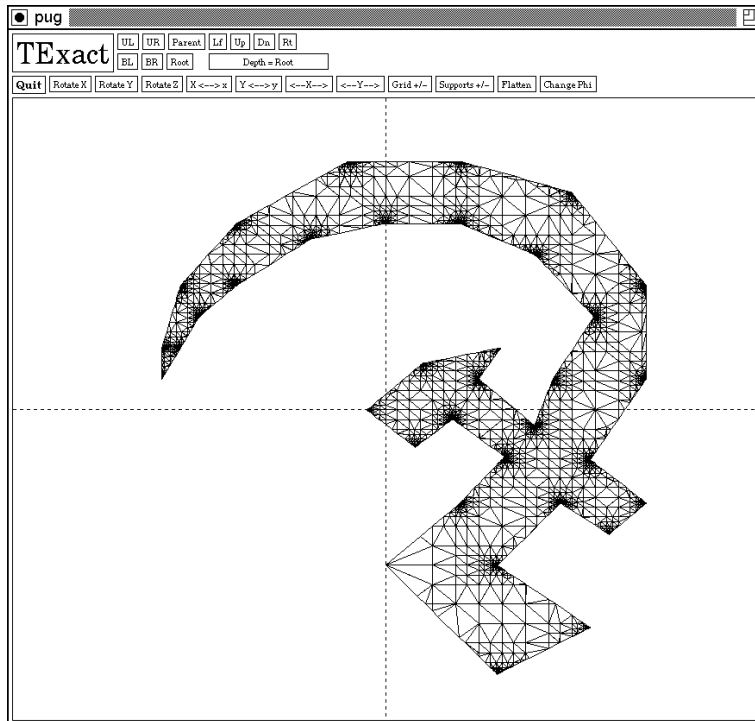 pug
TExact
UL UR Parent Lf Up Dn Rt
BL BR Root Depth = Root
Quit Rotate X Rotate Y Rotate Z X <--> x Y <--> y <--X--> <--Y--> Grid +/- Supports +/- Flatten Change Phi